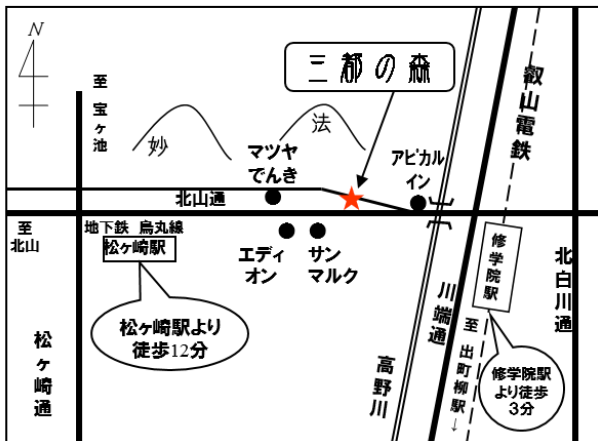 N
三都の森
至 宝ヶ池
妙
法
マツヤ
でんき
アピカル
イン
叡山電鉄
北山通
至
北山
地下鉄 烏丸線
松ヶ崎駅
エディ
オン
サン
マルク
修学院駅
北白川通
松ヶ崎駅より
徒歩12分
川端通
至 出町柳駅→
松ヶ崎通
高野川
修学院駅
より徒歩
3分